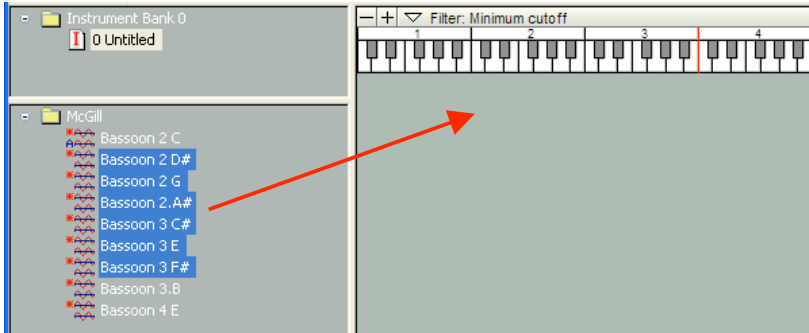 Instrument Bank 0
I 0 Untitled
McGill
A Bassoon 2 C
Bassoon 2 D#
Bassoon 2 G
Bassoon 2.A#
Bassoon 3 C#
Bassoon 3 E
Bassoon 3 F#
Bassoon 3.B
Bassoon 4 E
Filter: Minimum cutoff
1 2 3 4